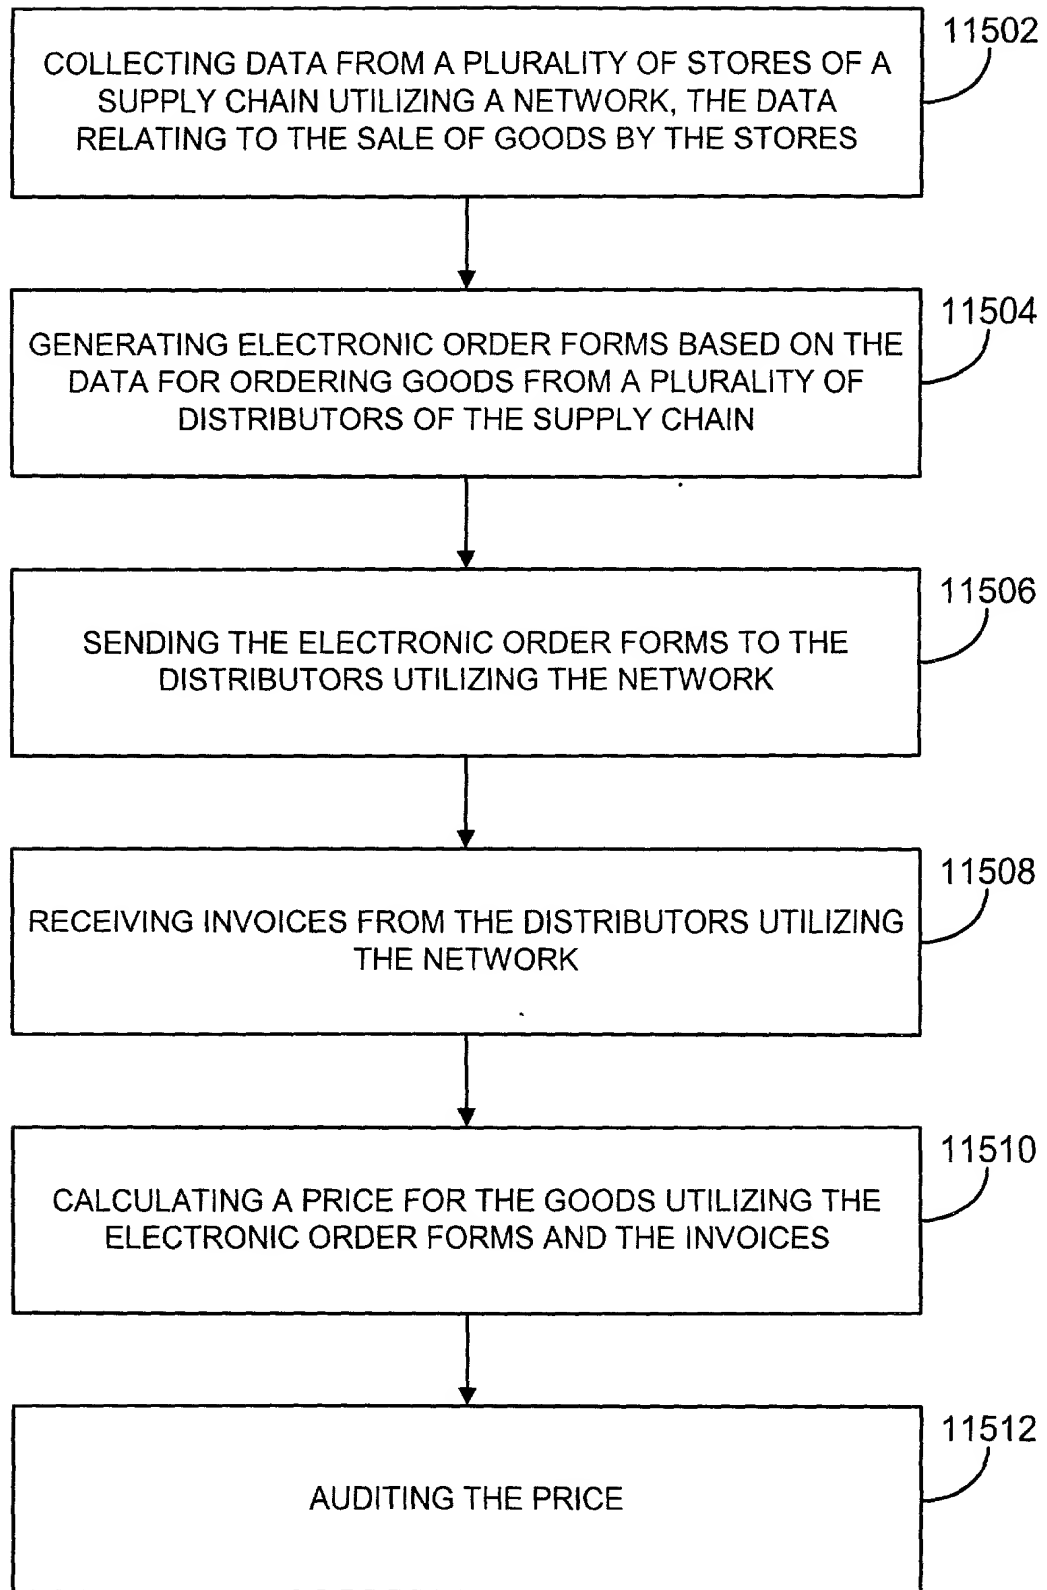 11502
COLLECTING DATA FROM A PLURALITY OF STORES OF A
SUPPLY CHAIN UTILIZING A NETWORK, THE DATA
RELATING TO THE SALE OF GOODS BY THE STORES
11504
GENERATING ELECTRONIC ORDER FORMS BASED ON THE
DATA FOR ORDERING GOODS FROM A PLURALITY OF
DISTRIBUTORS OF THE SUPPLY CHAIN
11506
SENDING THE ELECTRONIC ORDER FORMS TO THE
DISTRIBUTORS UTILIZING THE NETWORK
11508
RECEIVING INVOICES FROM THE DISTRIBUTORS UTILIZING
THE NETWORK
11510
CALCULATING A PRICE FOR THE GOODS UTILIZING THE
ELECTRONIC ORDER FORMS AND THE INVOICES
11512
AUDITING THE PRICE